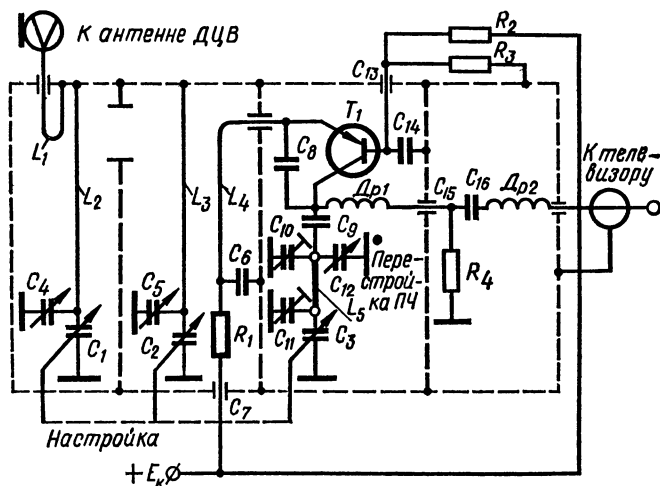 К антенне ДЦВ
R2
R3
C13
T1
C14
К теле-
визору
L1
L2
L3
L4
C8
Др1
C15
C16
Др2
C10
C9
Пере-
строй-
ка ПЧ
C4
C5
C6
C12
L5
R4
C1
C2
R1
C11
C3
C7
Настройка
+Eк